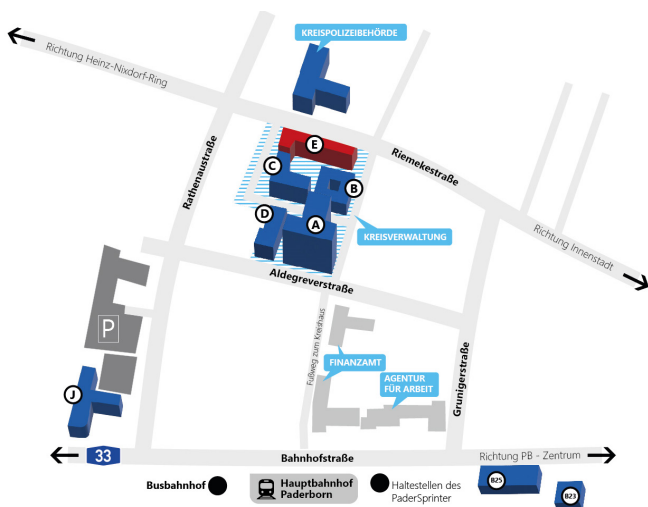 KREISPOLIZEIBEHÖRDE
Richtung Heinz-Nixdorf-Ring
E
Riemekestraße
C
B
Rathenaustraße
D
A
KREISVERWALTUNG
Richtung Innenstadt
Aldegreverstraße
P
Fußweg zum Kreishaus
FINANZAMT
Grunigerstraße
AGENTUR
FÜR ARBEIT
J
33
Bahnhofstraße
Richtung PB - Zentrum
Busbahnhof
Hauptbahnhof
Paderborn
Haltestellen des
PaderSprinter
B25
B23